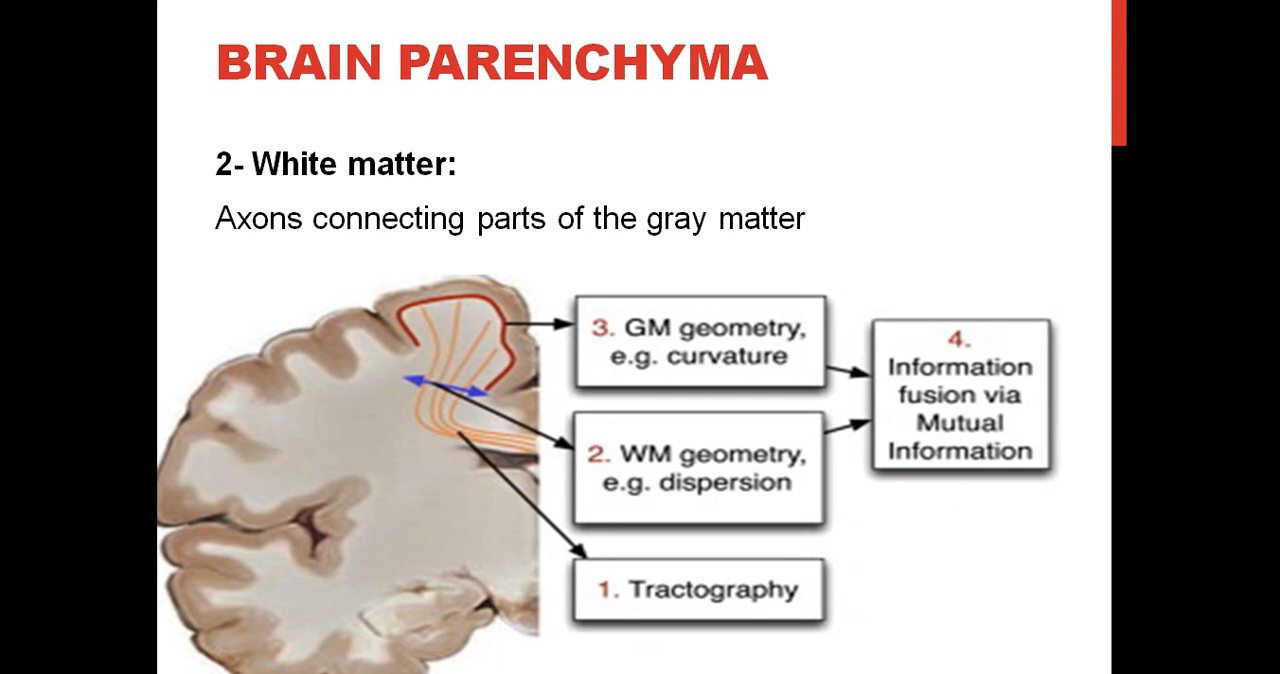 BRAIN PARENCHYMA
2- White matter:
Axons connecting parts of the gray matter
3. GM geometry,
e.g. curvature
2. WM geometry,
e.g. dispersion
1. Tractography
4.
Information
fusion via
Mutual
Information